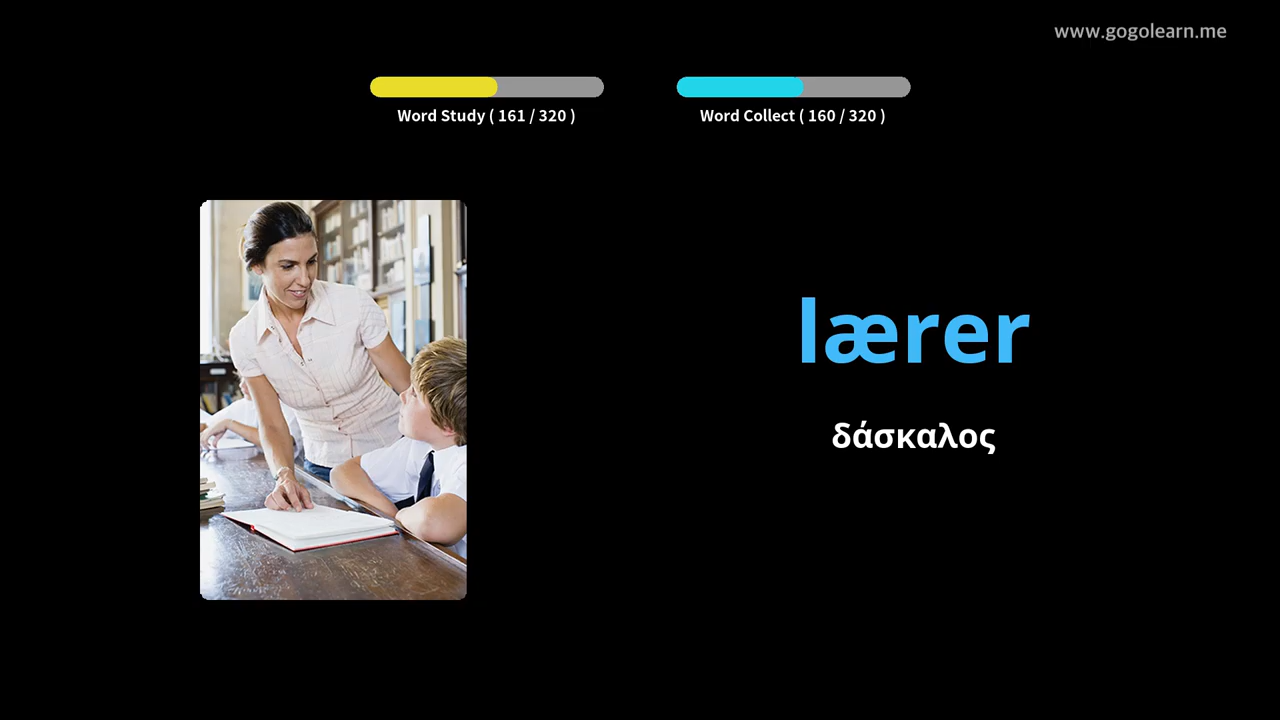 www.gogolearn.me
Word Study ( 161 / 320 )
Word Collect ( 160 / 320 )
lærer
δάσκαλος